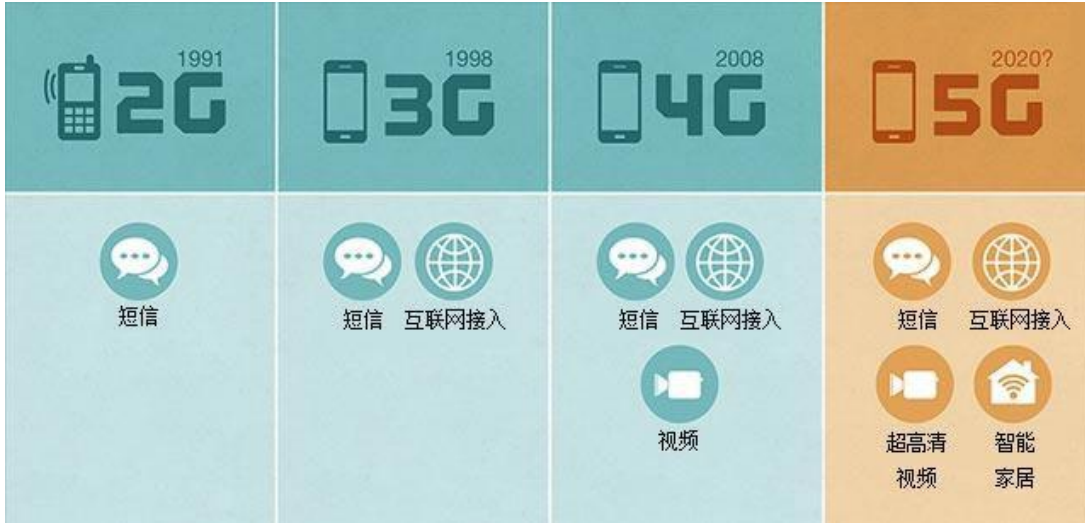 1991
2G
1998
3G
2008
4G
2020?
5G
短信
短信 互联网接入
短信 互联网接入
视频
短信 互联网接入
超高清 智能
视频 家居